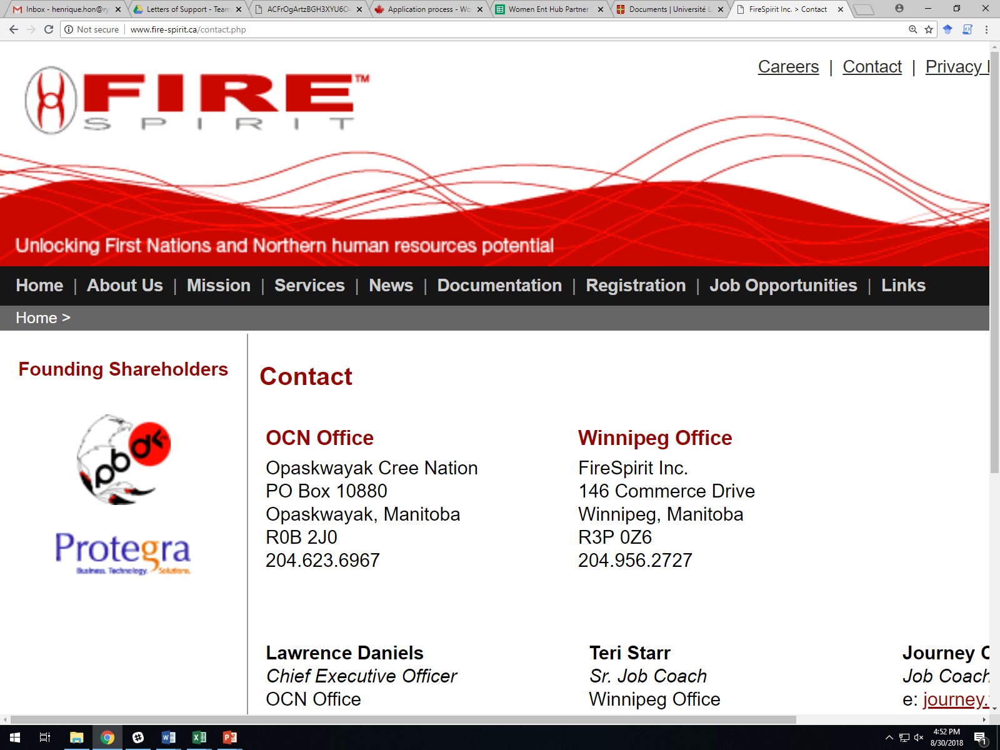 Inbox - henrique.hon@ry
Letters of Support - Team
ACFrOgArtzBGH3XYU6O
Application process - Wo
Women Ent Hub Partner
Documents | Université L
FireSpirit Inc. > Contact
Not secure | www.fire-spirit.ca/contact.php
Careers | Contact | Privacy
FIRE™
SPIRIT
Unlocking First Nations and Northern human resources potential
Home | About Us | Mission | Services | News | Documentation | Registration | Job Opportunities | Links
Home >
Founding Shareholders
pbdc
Protegra
Business. Technology. Solutions.
Contact
OCN Office
Opaskwayak Cree Nation
PO Box 10880
Opaskwayak, Manitoba
R0B 2J0
204.623.6967
Winnipeg Office
FireSpirit Inc.
146 Commerce Drive
Winnipeg, Manitoba
R3P 0Z6
204.956.2727
Lawrence Daniels
Chief Executive Officer
OCN Office
Teri Starr
Sr. Job Coach
Winnipeg Office
Journey
Job Coach
e: journey.
4:52 PM
8/30/2018
1